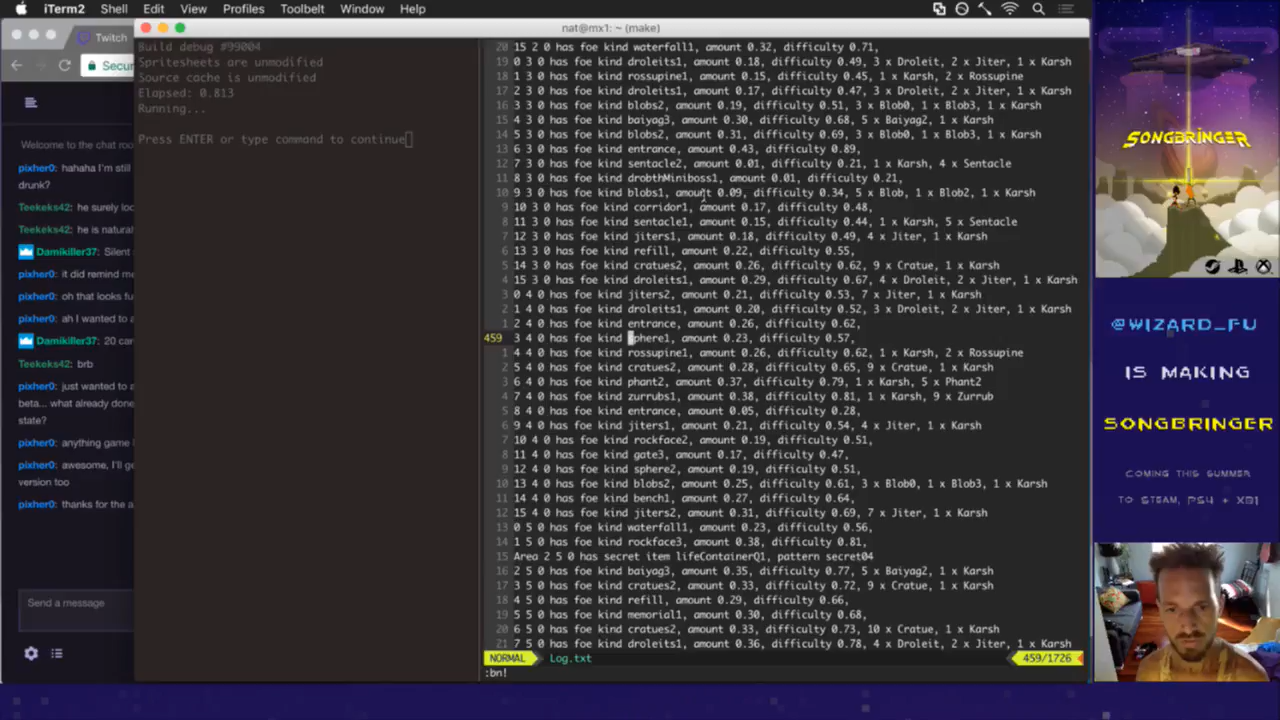 iTerm2 Shell Edit View Profiles Toolbelt Window Help
Twitch
nat@mx1: ~ (make)
Secu
Welcome to the chat roo
pixher0: hahaha I'm still
drunk?
Teekeks42: he surely loo
Teekeks42: he is natural
Damikiller37: Silent
pixher0: it did remind me
pixher0: oh that looks fu
pixher0: ah I wanted to a
Damikiller37: 20 car
Teekeks42: brb
pixher0: just wanted to a
beta... what already done
state?
pixher0: anything game
pixher0: awesome, I'll ge
version too
pixher0: thanks for the a
Send a message
Build debug #99004
Spritesheets are unmodified
Source cache is unmodified
Elapsed: 0.813
Running...
Press ENTER or type command to continue
20 15 2 0 has foe kind waterfall1, amount 0.32, difficulty 0.71,
19 0 3 0 has foe kind droleits1, amount 0.18, difficulty 0.49, 3 x Droleit, 2 x Jiter, 1 x Karsh
18 1 3 0 has foe kind rossupine1, amount 0.15, difficulty 0.45, 3 x Karsh, 2 x Rossupine
17 2 3 0 has foe kind droleits1, amount 0.17, difficulty 0.47, 3 x Droleit, 2 x Jiter, 1 x Karsh
16 3 3 0 has foe kind blobs2, amount 0.19, difficulty 0.51, 3 x Blob0, 1 x Blob3, 1 x Karsh
15 4 3 0 has foe kind baiyag3, amount 0.30, difficulty 0.68, 5 x Baiyag2, 1 x Karsh
14 5 3 0 has foe kind blobs2, amount 0.31, difficulty 0.69, 3 x Blob0, 1 x Blob3, 1 x Karsh
13 6 3 0 has foe kind entrance, amount 0.43, difficulty 0.89,
12 7 3 0 has foe kind sentacle2, amount 0.01, difficulty 0.21, 1 x Karsh, 4 x Sentacle
11 8 3 0 has foe kind drobthMiniboss1, amount 0.01, difficulty 0.21,
10 9 3 0 has foe kind blobs1, amount 0.09, difficulty 0.34, 5 x Blob, 1 x Blob2, 1 x Karsh
9 10 3 0 has foe kind corridor1, amount 0.17, difficulty 0.48,
8 11 3 0 has foe kind sentacle1, amount 0.15, difficulty 0.44, 1 x Karsh, 5 x Sentacle
7 12 3 0 has foe kind jiters1, amount 0.18, difficulty 0.49, 4 x Jiter, 1 x Karsh
6 13 3 0 has foe kind refill, amount 0.22, difficulty 0.55,
5 14 3 0 has foe kind cratues2, amount 0.26, difficulty 0.62, 9 x Cratue, 1 x Karsh
4 15 3 0 has foe kind droleits1, amount 0.29, difficulty 0.67, 4 x Droleit, 2 x Jiter, 1 x Karsh
3 0 4 0 has foe kind jiters2, amount 0.21, difficulty 0.53, 7 x Jiter, 1 x Karsh
2 1 4 0 has foe kind droleits1, amount 0.20, difficulty 0.52, 3 x Droleit, 2 x Jiter, 1 x Karsh
1 2 4 0 has foe kind entrance, amount 0.26, difficulty 0.62,
459 3 4 0 has foe kind sphere1, amount 0.23, difficulty 0.57,
1 4 4 0 has foe kind rossupine1, amount 0.26, difficulty 0.62, 1 x Karsh, 2 x Rossupine
2 5 4 0 has foe kind cratues2, amount 0.28, difficulty 0.65, 9 x Cratue, 1 x Karsh
3 6 4 0 has foe kind phant2, amount 0.37, difficulty 0.79, 1 x Karsh, 5 x Phant2
4 7 4 0 has foe kind zurrubs1, amount 0.38, difficulty 0.81, 1 x Karsh, 9 x Zurrub
5 8 4 0 has foe kind entrance, amount 0.05, difficulty 0.28,
6 9 4 0 has foe kind jiters1, amount 0.21, difficulty 0.54, 4 x Jiter, 1 x Karsh
7 10 4 0 has foe kind rockface2, amount 0.19, difficulty 0.51,
8 11 4 0 has foe kind gate3, amount 0.17, difficulty 0.47,
9 12 4 0 has foe kind sphere2, amount 0.19, difficulty 0.51,
10 13 4 0 has foe kind blobs2, amount 0.25, difficulty 0.61, 3 x Blob0, 1 x Blob3, 1 x Karsh
11 14 4 0 has foe kind bench1, amount 0.27, difficulty 0.64,
12 15 4 0 has foe kind jiters2, amount 0.31, difficulty 0.69, 7 x Jiter, 1 x Karsh
13 0 5 0 has foe kind waterfall1, amount 0.23, difficulty 0.56,
14 1 5 0 has foe kind rockface3, amount 0.38, difficulty 0.81,
15 Area 2 5 0 has secret item lifeContainerQ1, pattern secret04
16 2 5 0 has foe kind baiyag3, amount 0.35, difficulty 0.77, 5 x Baiyag2, 1 x Karsh
17 3 5 0 has foe kind cratues2, amount 0.33, difficulty 0.72, 9 x Cratue, 1 x Karsh
18 4 5 0 has foe kind refill, amount 0.29, difficulty 0.66,
19 5 5 0 has foe kind memorial1, amount 0.30, difficulty 0.68,
20 6 5 0 has foe kind cratues2, amount 0.33, difficulty 0.73, 10 x Cratue, 1 x Karsh
21 7 5 0 has foe kind droleits1, amount 0.36, difficulty 0.78, 4 x Droleit, 2 x Jiter, 1 x Karsh
NORMAL Log.txt 459/1726
:bn!
SONGBRINGER
@WIZARD_FU
IS MAKING
SONGBRINGER
COMING THIS SUMMER
TO STEAM, PS4 + XB1